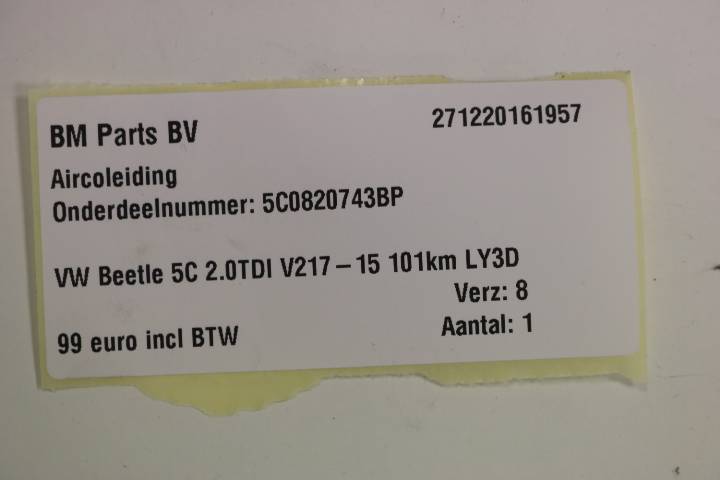 BM Parts BV
271220161957
Aircoleiding
Onderdeelnummer: 5C0820743BP
VW Beetle 5C 2.0TDI V217 – 15 101km LY3D
Verz: 8
99 euro incl BTW
Aantal: 1